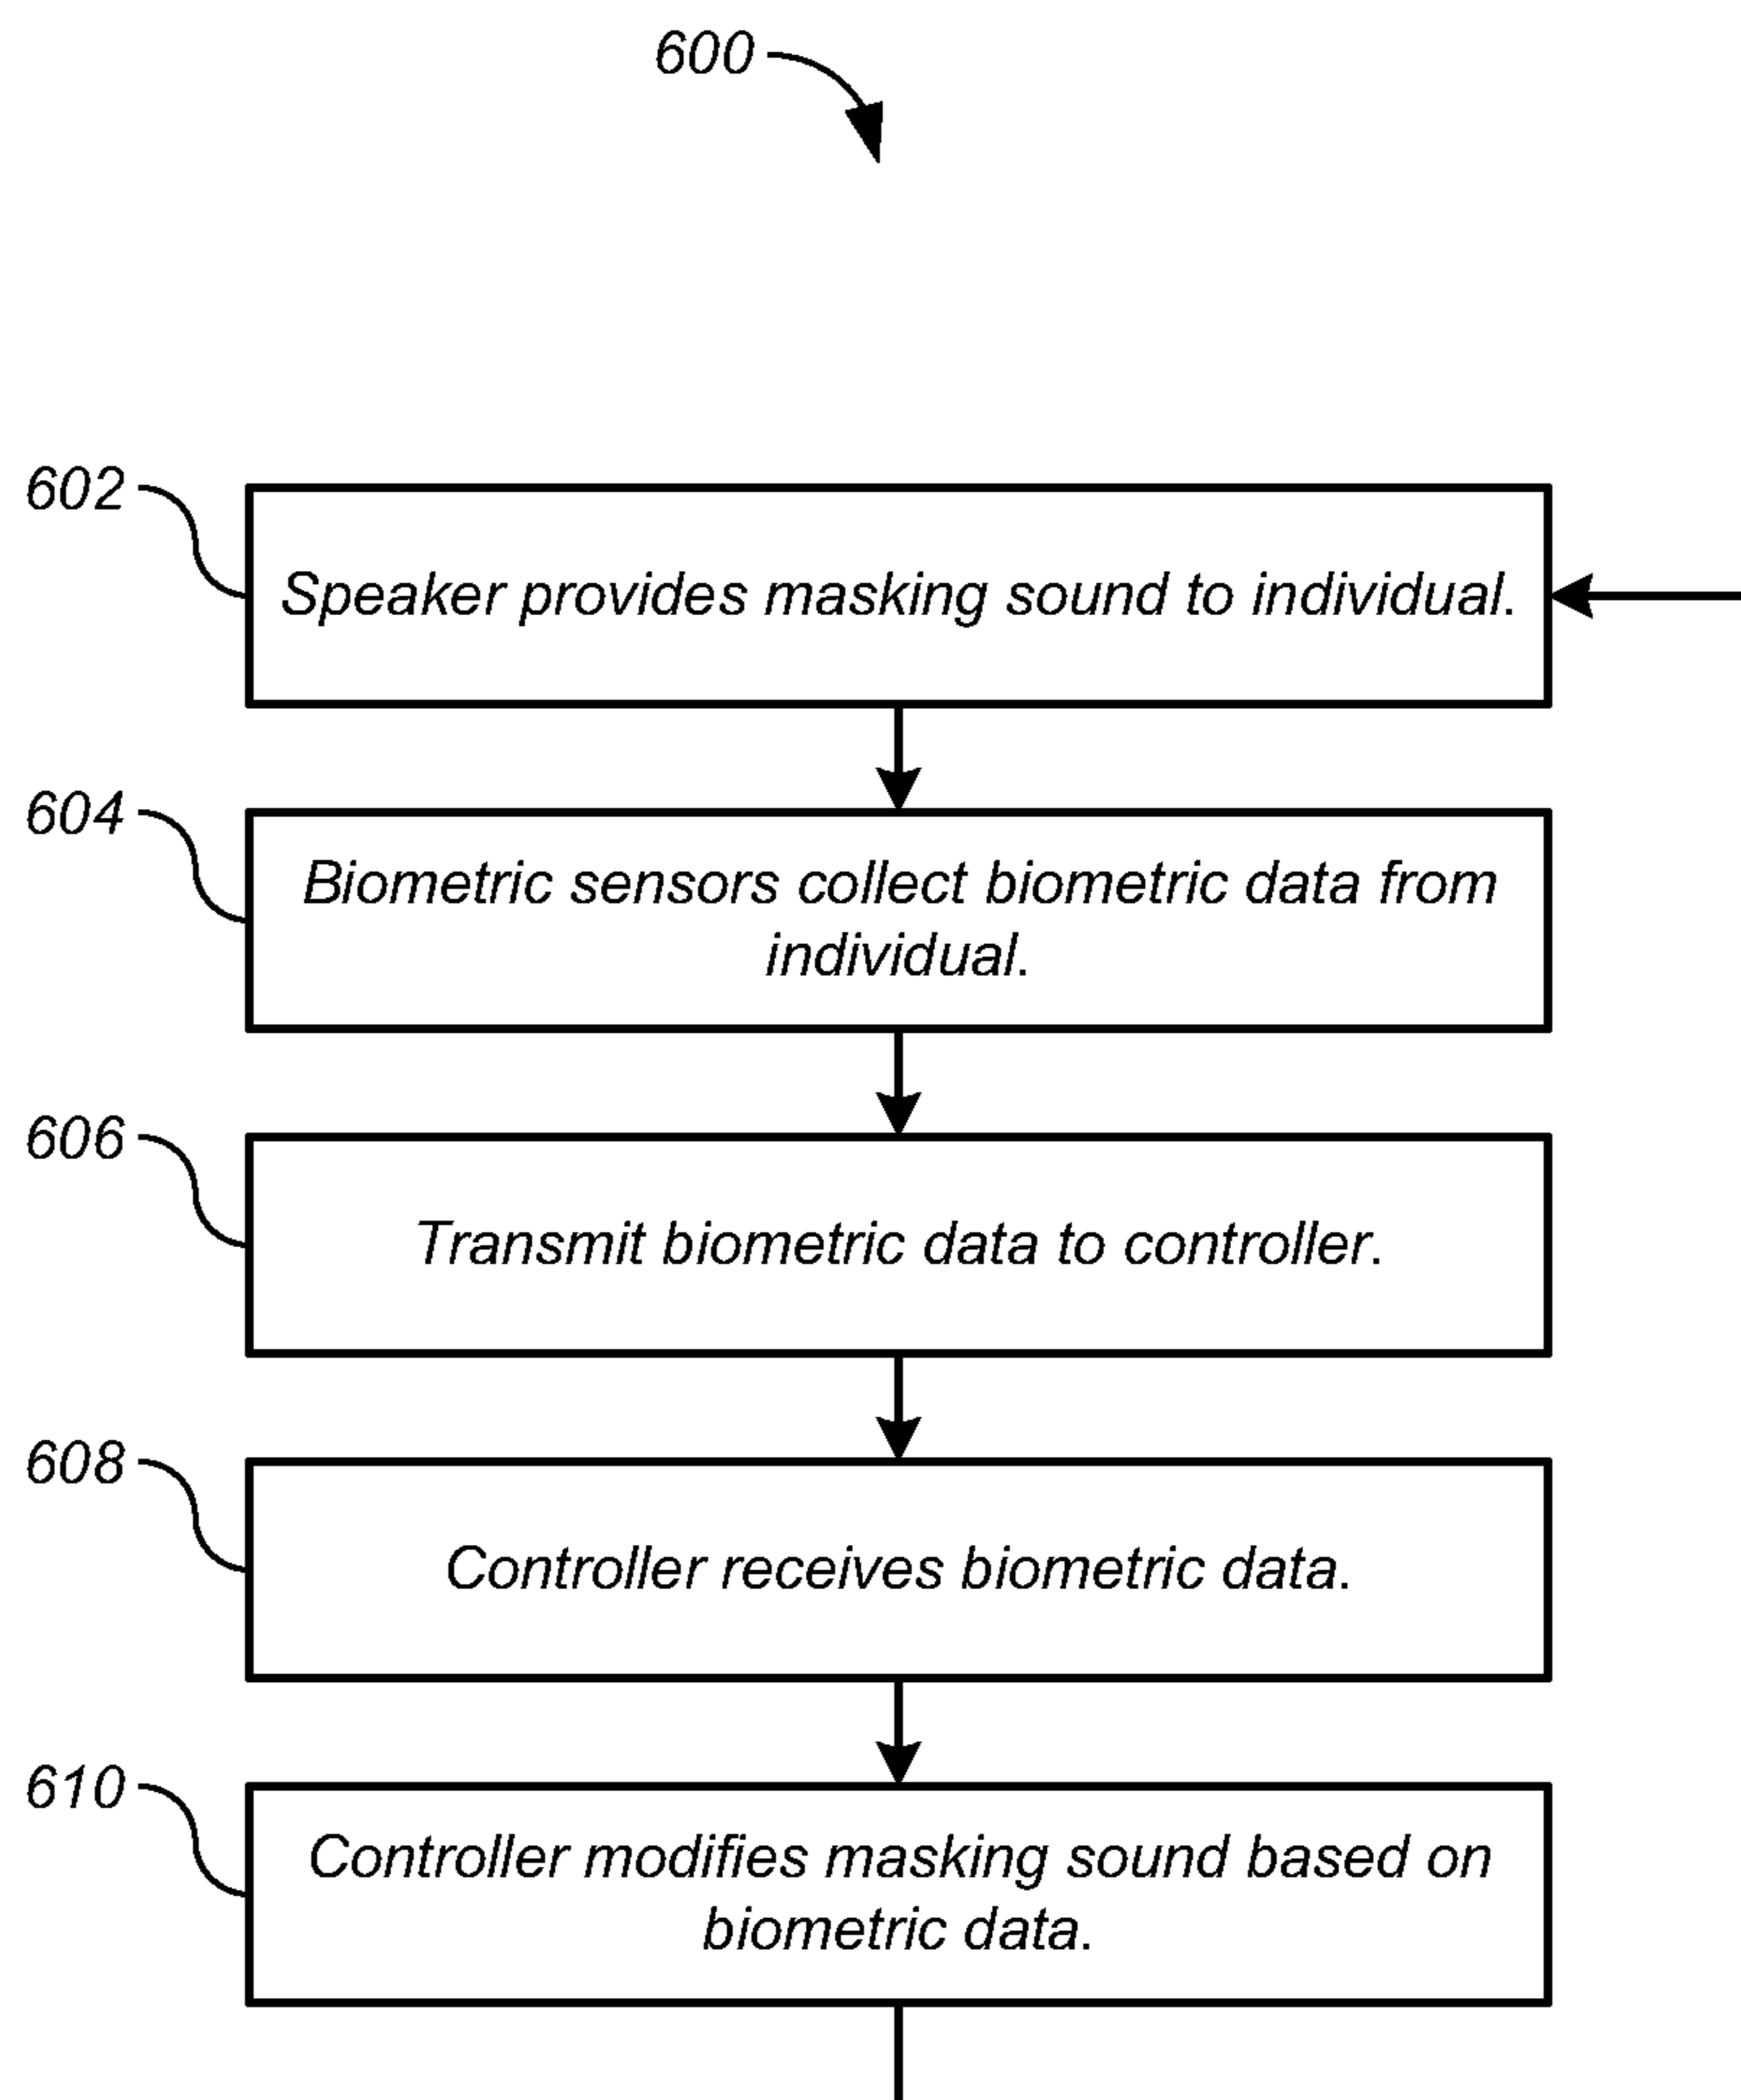 600
602
Speaker provides masking sound to individual.
604
Biometric sensors collect biometric data from
individual.
606
Transmit biometric data to controller.
608
Controller receives biometric data.
610
Controller modifies masking sound based on
biometric data.